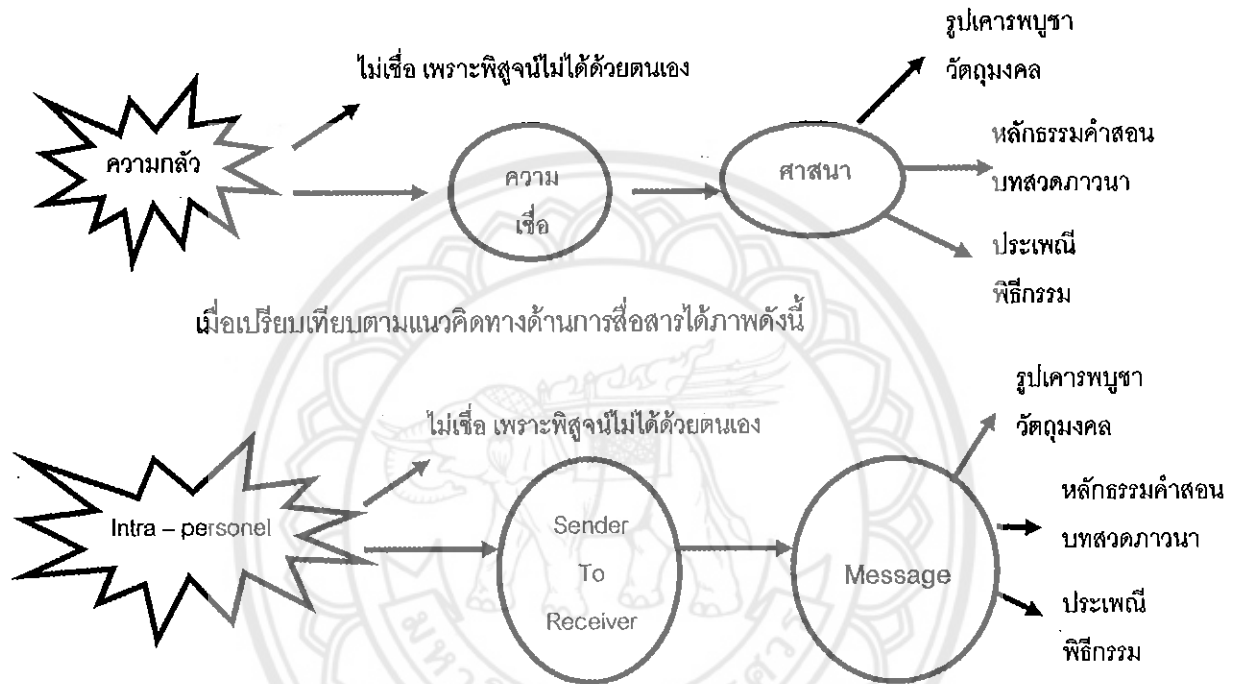 รูปเคารพบูชา
วัตถุมงคล
ไม่เชื่อ เพราะพิสูจน์ไม่ได้ด้วยตนเอง
ความกลัว
ความ
เชื่อ
ศาสนา
หลักธรรมคำสอน
บทสวดภาวนา
ประเพณี
พิธีกรรม
เมื่อเปรียบเทียบตามแนวคิดทางด้านการสื่อสารได้ภาพดังนี้
รูปเคารพบูชา
วัตถุมงคล
ไม่เชื่อ เพราะพิสูจน์ไม่ได้ด้วยตนเอง
Intra – personel
Sender
To
Receiver
Message
หลักธรรมคำสอน
บทสวดภาวนา
ประเพณี
พิธีกรรม